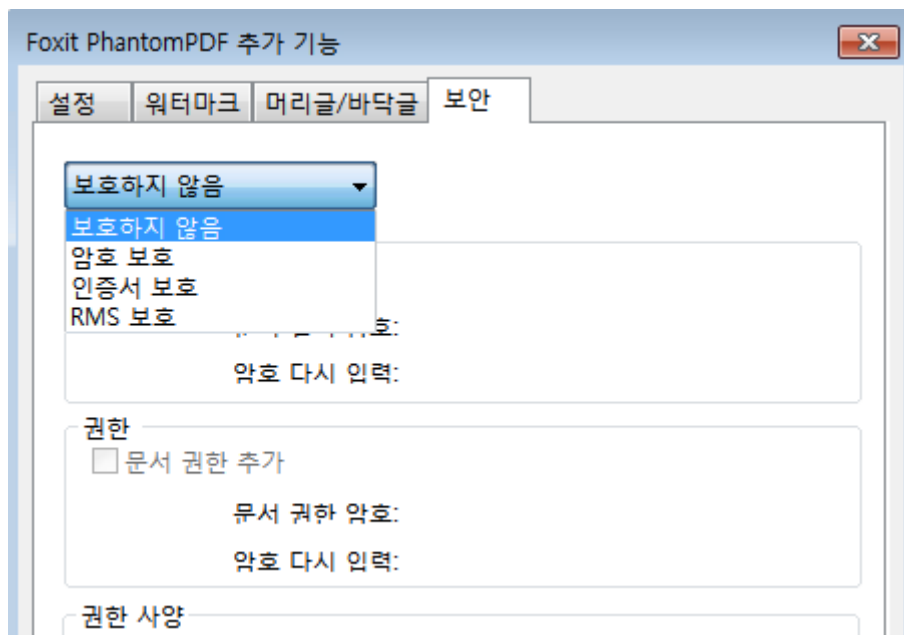 Foxit PhantomPDF 추가 기능
설정 워터마크 머리글/바닥글 보안
보호하지 않음
보호하지 않음
암호 보호
인증서 보호
RMS 보호
암호 다시 입력:
권한
문서 권한 추가
문서 권한 암호:
암호 다시 입력:
권한 사양